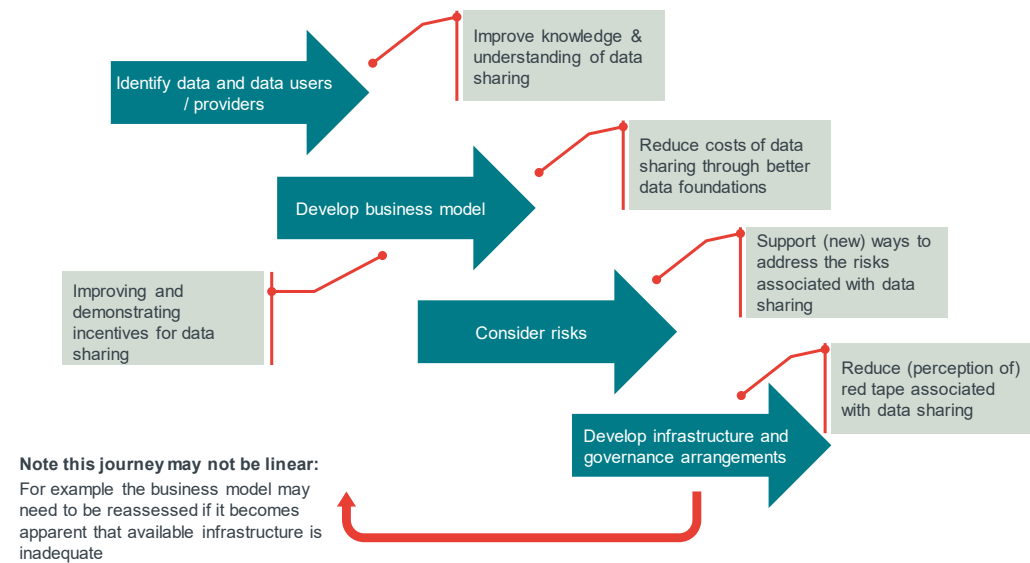 Identify data and data users
/ providers
Improve knowledge &
understanding of data
sharing
Develop business model
Reduce costs of data
sharing through better
data foundations
Improving and
demonstrating
incentives for data
sharing
Consider risks
Support (new) ways to
address the risks
associated with data
sharing
Develop infrastructure and
governance arrangements
Reduce (perception of)
red tape associated
with data sharing
Note this journey may not be linear:
For example the business model may
need to be reassessed if it becomes
apparent that available infrastructure is
inadequate